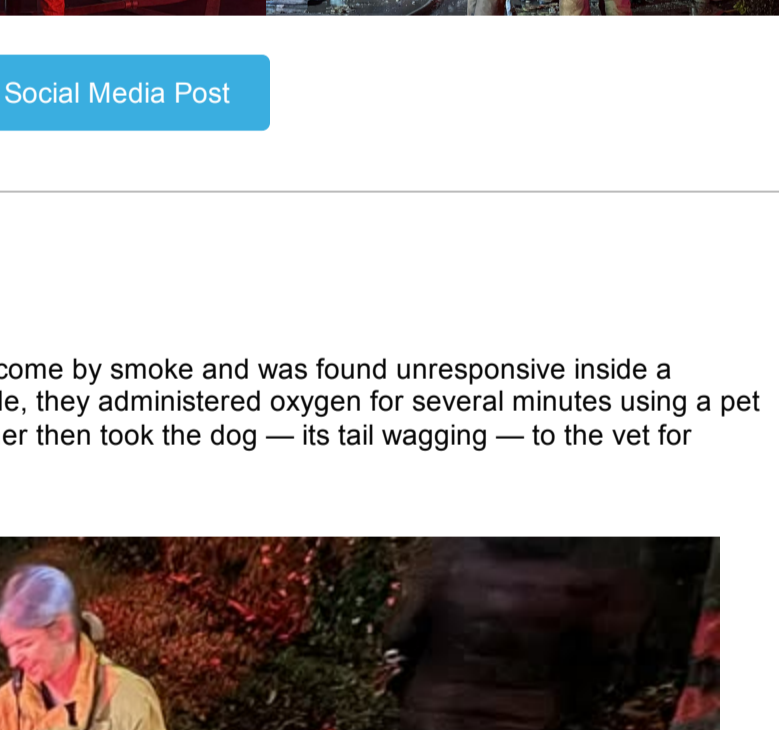 Social Media Post
come by smoke and was found unresponsive inside a
le, they administered oxygen for several minutes using a pet
er then took the dog — its tail wagging — to the vet for